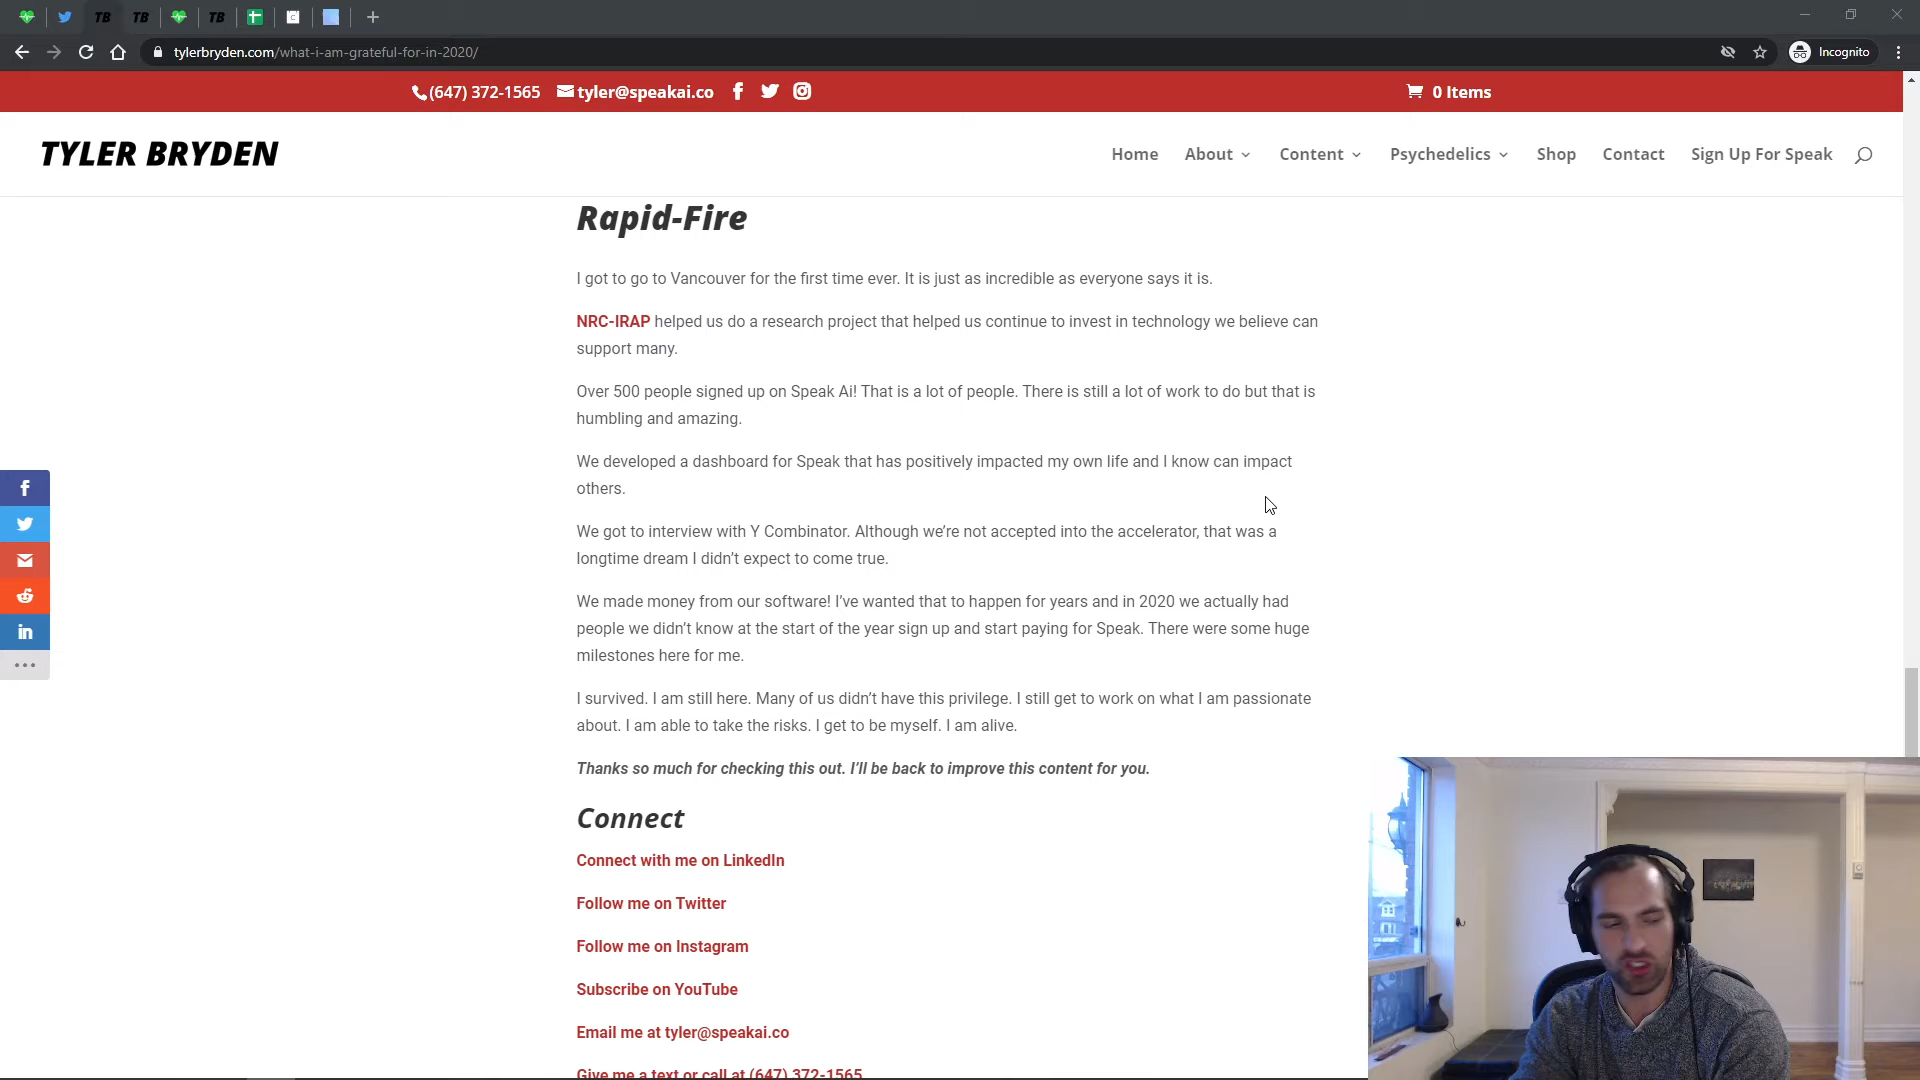 TB
TB
TB
C
tylerbryden.com/what-i-am-grateful-for-in-2020/
Incognito
(647) 372-1565
tyler@speakai.co
0 Items
TYLER BRYDEN
Home
About
Content
Psychedelics
Shop
Contact
Sign Up For Speak
Rapid-Fire
I got to go to Vancouver for the first time ever. It is just as incredible as everyone says it is.
NRC-IRAP helped us do a research project that helped us continue to invest in technology we believe can
support many.
Over 500 people signed up on Speak Ai! That is a lot of people. There is still a lot of work to do but that is
humbling and amazing.
We developed a dashboard for Speak that has positively impacted my own life and I know can impact
others.
We got to interview with Y Combinator. Although we’re not accepted into the accelerator, that was a
longtime dream I didn’t expect to come true.
We made money from our software! I’ve wanted that to happen for years and in 2020 we actually had
people we didn’t know at the start of the year sign up and start paying for Speak. There were some huge
milestones here for me.
I survived. I am still here. Many of us didn’t have this privilege. I still get to work on what I am passionate
about. I am able to take the risks. I get to be myself. I am alive.
Thanks so much for checking this out. I’ll be back to improve this content for you.
Connect
Connect with me on LinkedIn
Follow me on Twitter
Follow me on Instagram
Subscribe on YouTube
Email me at tyler@speakai.co
Give me a text or call at (647) 372-1565